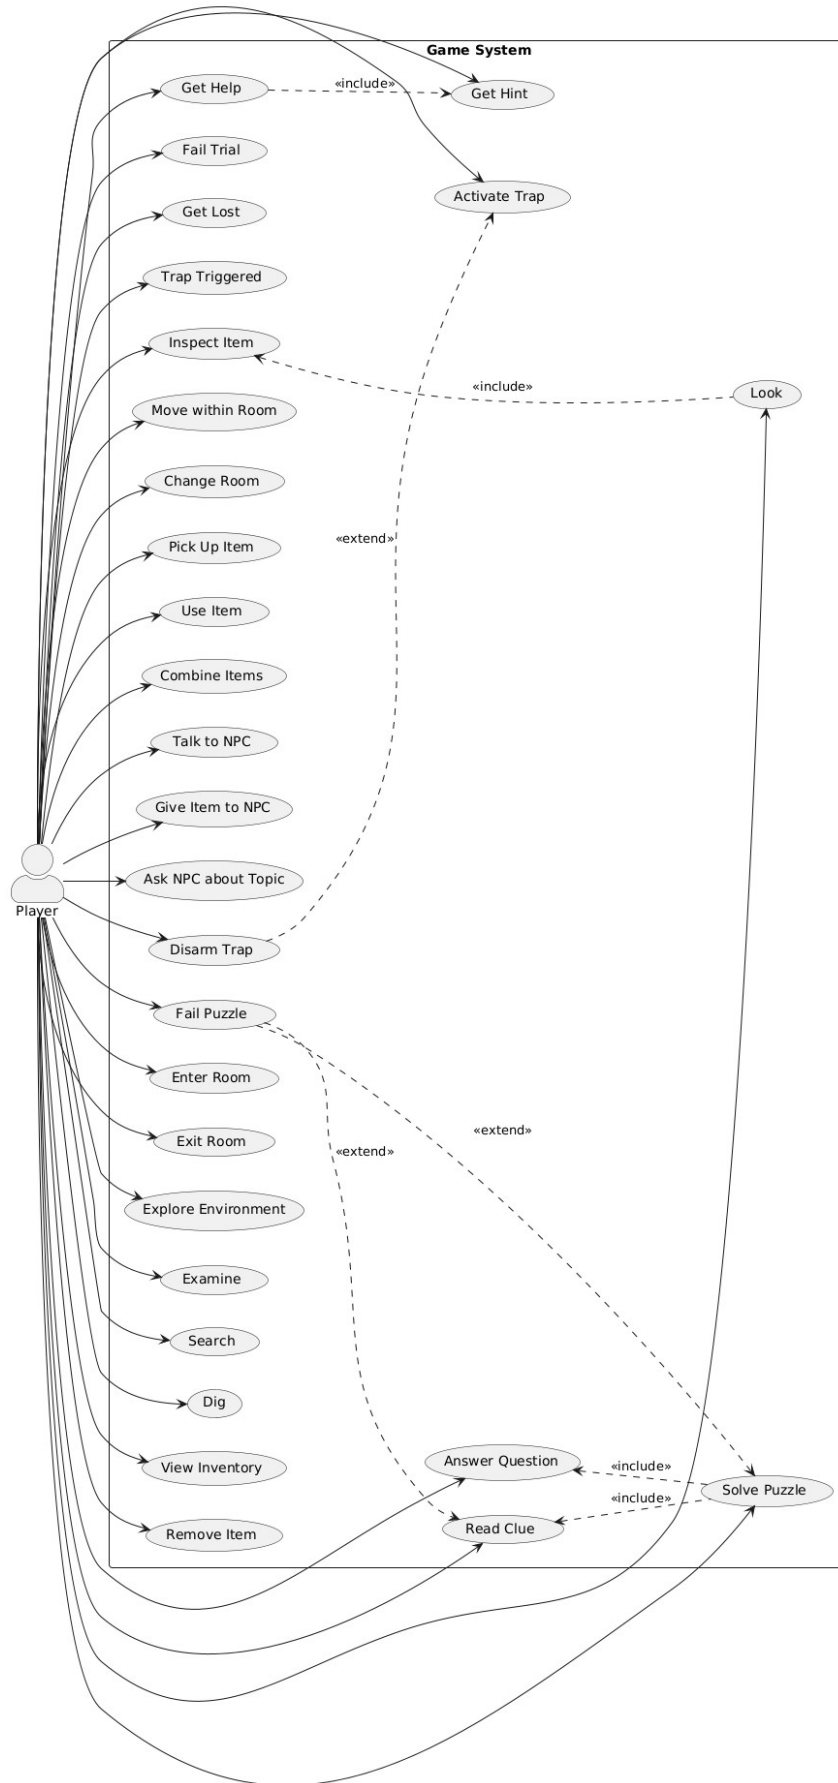 Game System
Get Help
«include»
Get Hint
Fail Trial
Activate Trap
Get Lost
Trap Triggered
Inspect Item
«include»
Look
Move within Room
Change Room
«extend»
Pick Up Item
Use Item
Combine Items
Talk to NPC
Give Item to NPC
Ask NPC about Topic
Player
Disarm Trap
Fail Puzzle
Enter Room
«extend»
Exit Room
«extend»
Explore Environment
Examine
Search
Dig
View Inventory
Answer Question
«include»
Solve Puzzle
«include»
Read Clue
Remove Item